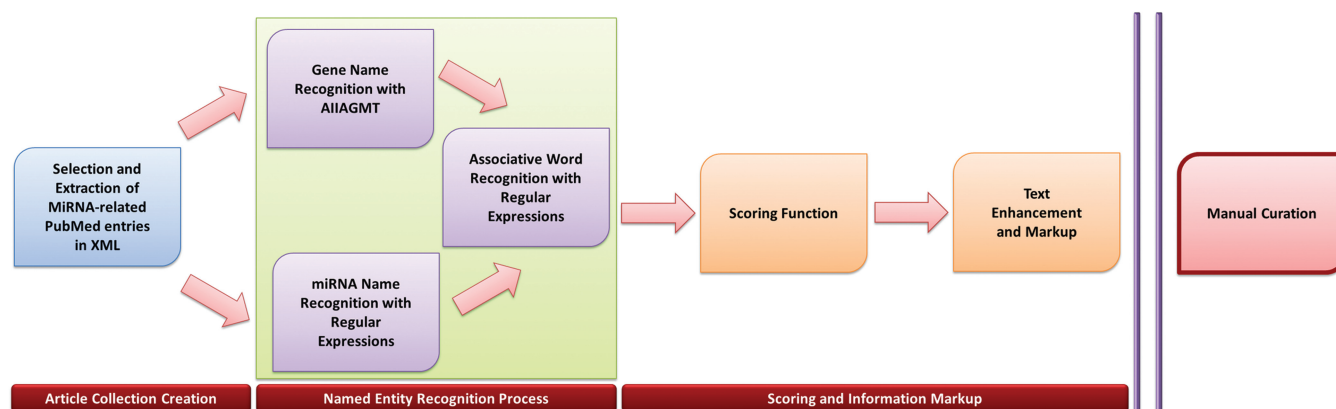 Selection and
Extraction of
MiRNA-related
PubMed entries
in XML
Gene Name
Recognition with
AIIAGMT
miRNA Name
Recognition with
Regular
Expressions
Associative Word
Recognition with
Regular
Expressions
Scoring Function
Text
Enhancement
and Markup
Manual Curation
Article Collection Creation
Named Entity Recognition Process
Scoring and Information Markup